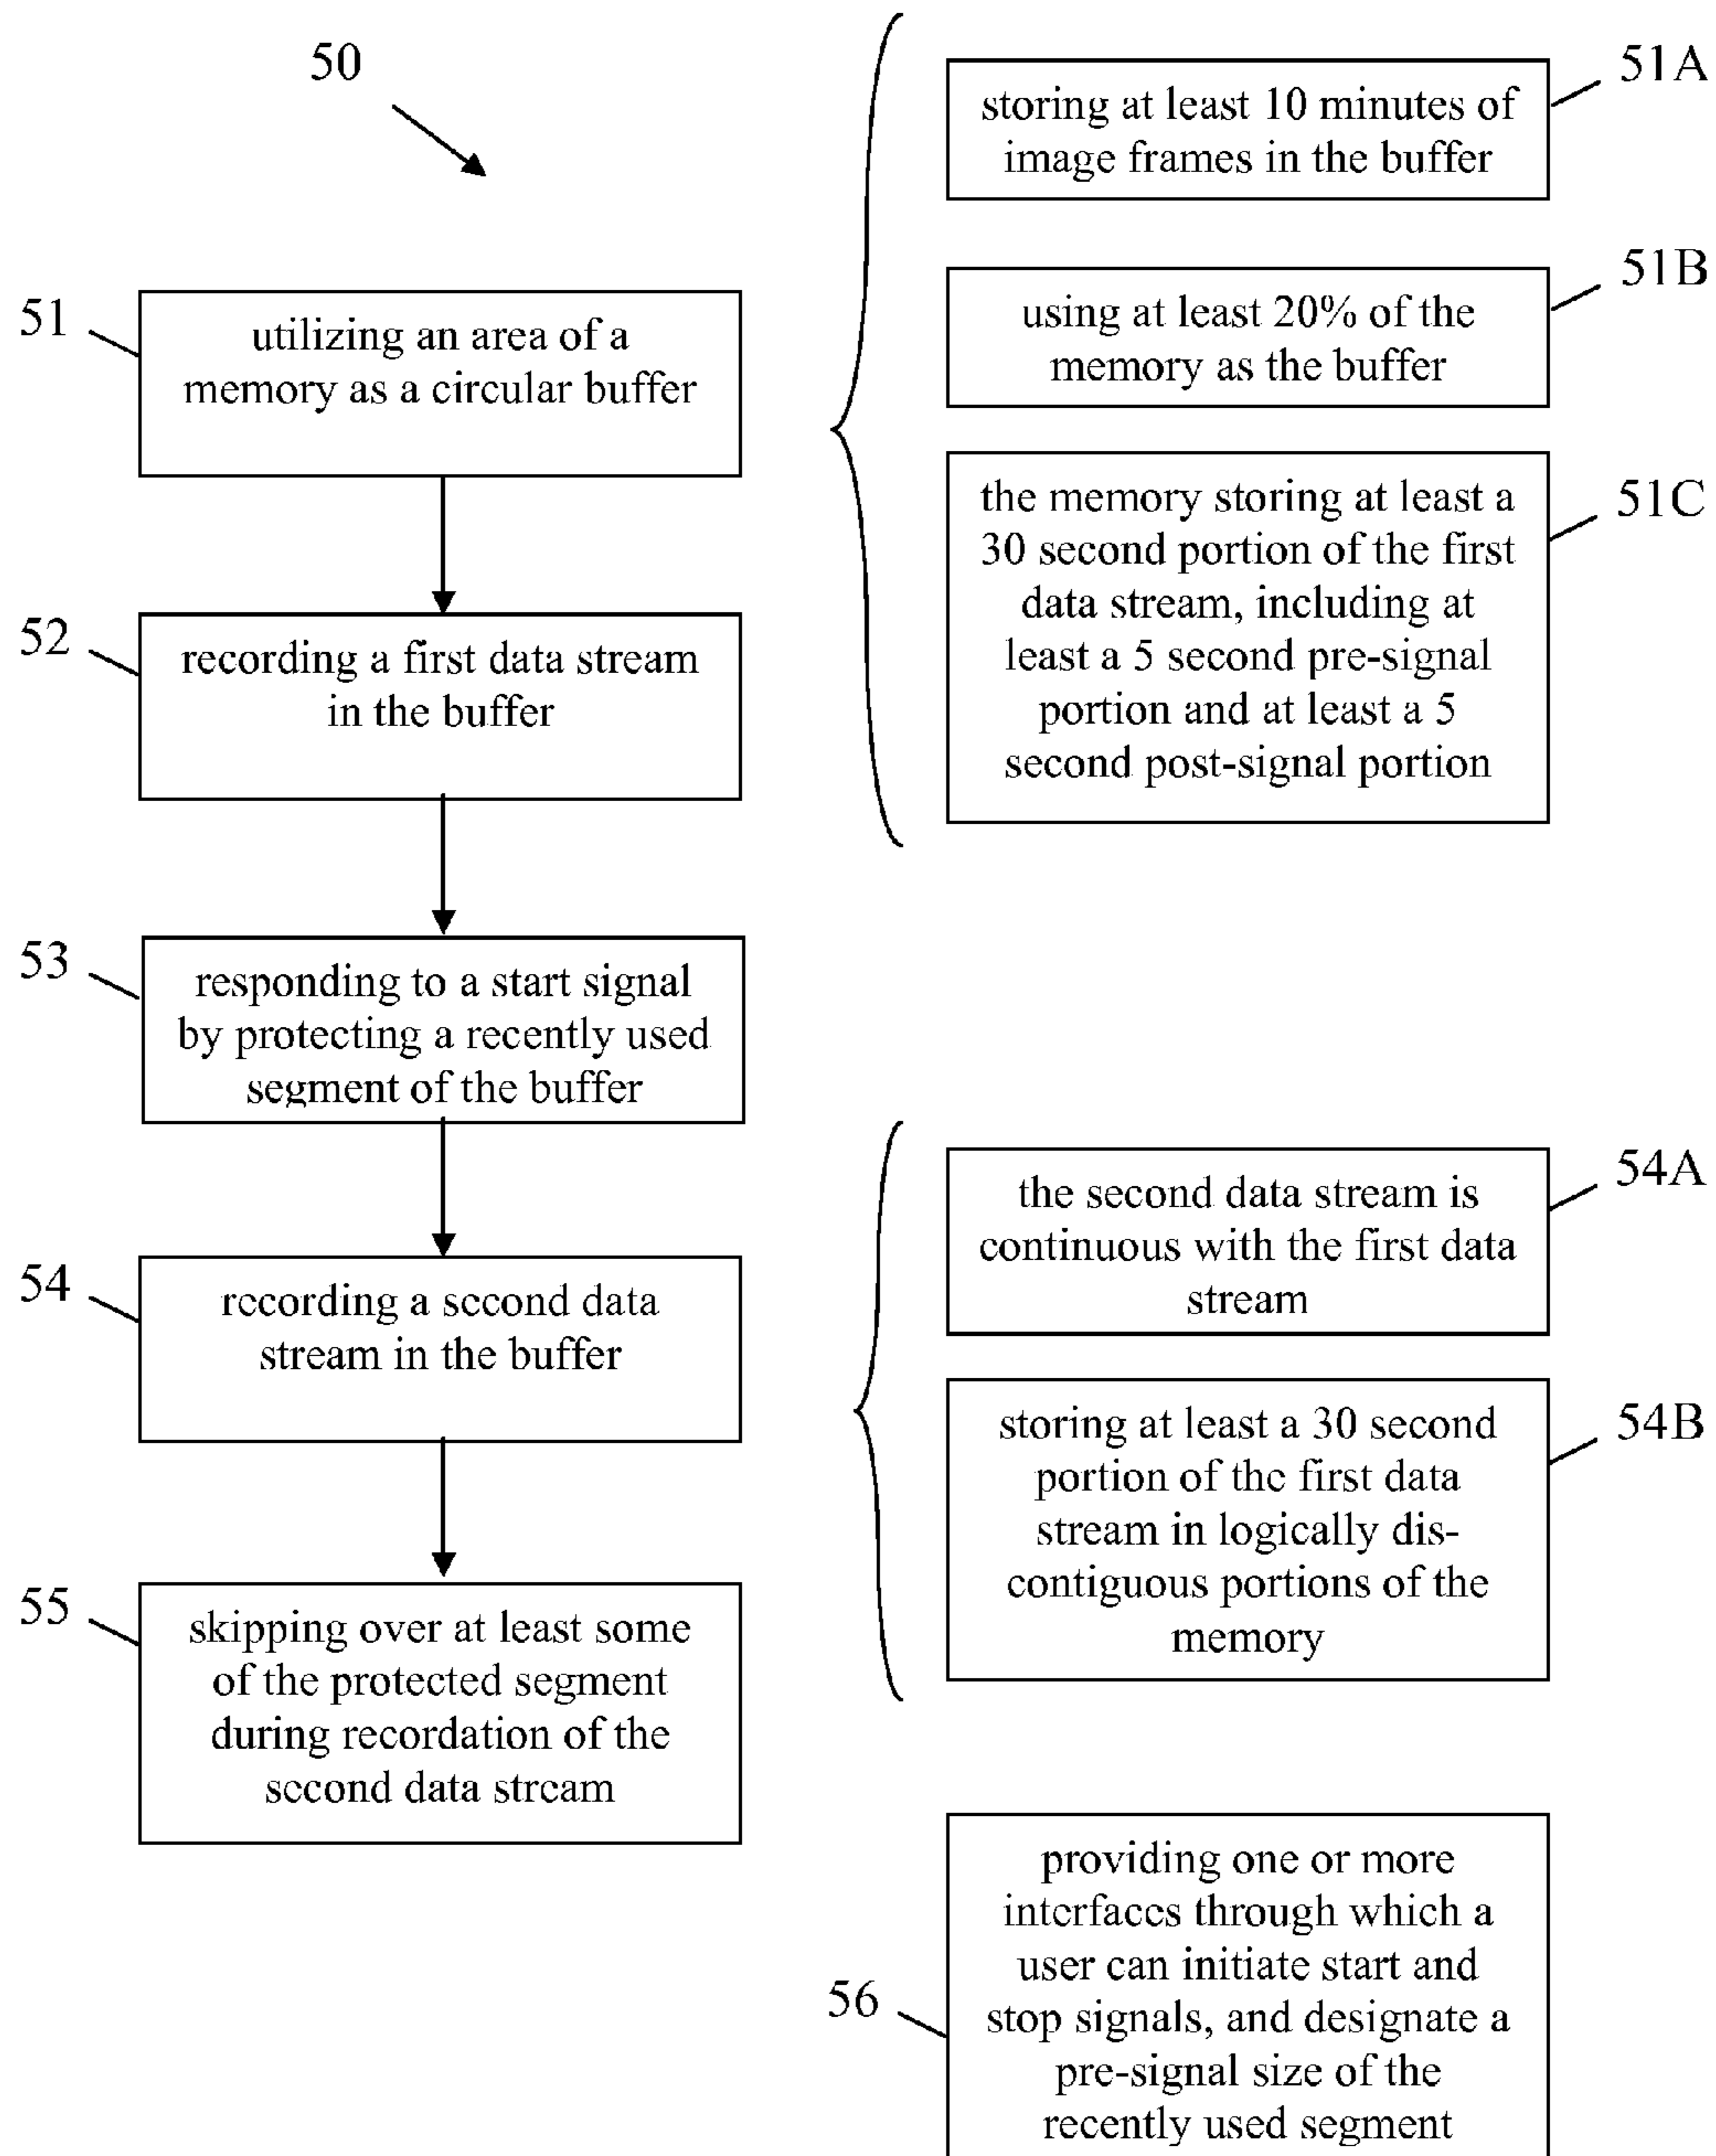 50
51
utilizing an area of a
memory as a circular buffer
52
recording a first data stream
in the buffer
53
responding to a start signal
by protecting a recently used
segment of the buffer
54
recording a second data
stream in the buffer
55
skipping over at least some
of the protected segment
during recordation of the
second data stream
51A
storing at least 10 minutes of
image frames in the buffer
51B
using at least 20% of the
memory as the buffer
51C
the memory storing at least a
30 second portion of the first
data stream, including at
least a 5 second pre-signal
portion and at least a 5
second post-signal portion
54A
the second data stream is
continuous with the first data
stream
54B
storing at least a 30 second
portion of the first data
stream in logically dis-
contiguous portions of the
memory
56
providing one or more
interfaces through which a
user can initiate start and
stop signals, and designate a
pre-signal size of the
recently used segment